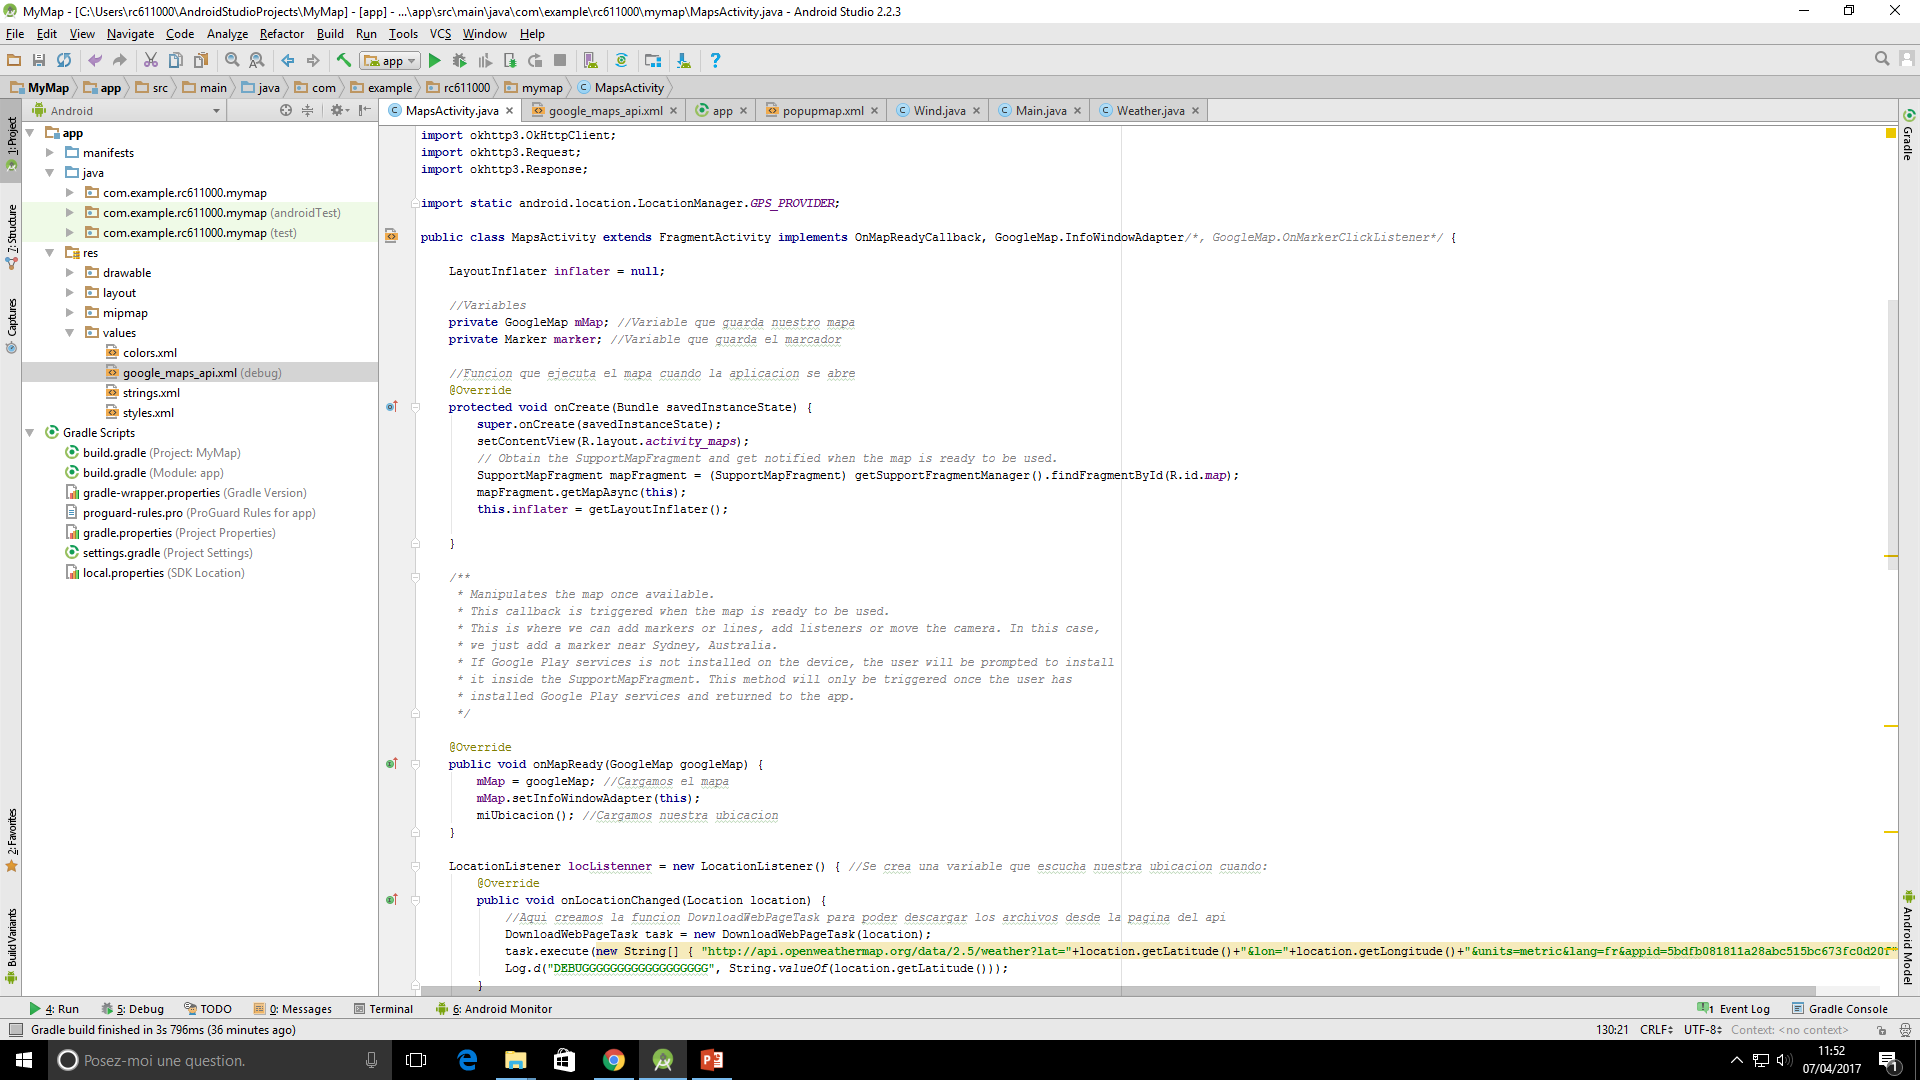 MyMap - [C:\Users\rc611000\AndroidStudioProjects\MyMap] - [app] - ...\app\src\main\java\com\example\rc611000\mymap\MapsActivity.java - Android Studio 2.2.3
File Edit View Navigate Code Analyze Refactor Build Run Tools VCS Window Help
app
MyMap app src main java com example rc611000 mymap MapsActivity
Android
MapsActivity.java google_maps_api.xml app popupmap.xml Wind.java Main.java Weather.java
1: Project
7: Structure
Captures
2: Favorites
Build Variants
app
manifests
java
com.example.rc611000.mymap
com.example.rc611000.mymap (androidTest)
com.example.rc611000.mymap (test)
res
drawable
layout
mipmap
values
colors.xml
google_maps_api.xml (debug)
strings.xml
styles.xml
Gradle Scripts
build.gradle (Project: MyMap)
build.gradle (Module: app)
gradle-wrapper.properties (Gradle Version)
proguard-rules.pro (ProGuard Rules for app)
gradle.properties (Project Properties)
settings.gradle (Project Settings)
local.properties (SDK Location)
import okhttp3.OkHttpClient;
import okhttp3.Request;
import okhttp3.Response;
import static android.location.LocationManager.GPS_PROVIDER;
public class MapsActivity extends FragmentActivity implements OnMapReadyCallback, GoogleMap.InfoWindowAdapter/*, GoogleMap.OnMarkerClickListener*/ {
LayoutInflater inflater = null;
//Variables
private GoogleMap mMap; //Variable que guarda nuestro mapa
private Marker marker; //Variable que guarda el marcador
//Funcion que ejecuta el mapa cuando la aplicacion se abre
@Override
protected void onCreate(Bundle savedInstanceState) {
super.onCreate(savedInstanceState);
setContentView(R.layout.activity_maps);
// Obtain the SupportMapFragment and get notified when the map is ready to be used.
SupportMapFragment mapFragment = (SupportMapFragment) getSupportFragmentManager().findFragmentById(R.id.map);
mapFragment.getMapAsync(this);
this.inflater = getLayoutInflater();
}
/**
* Manipulates the map once available.
* This callback is triggered when the map is ready to be used.
* This is where we can add markers or lines, add listeners or move the camera. In this case,
* we just add a marker near Sydney, Australia.
* If Google Play services is not installed on the device, the user will be prompted to install
* it inside the SupportMapFragment. This method will only be triggered once the user has
* installed Google Play services and returned to the app.
*/
@Override
public void onMapReady(GoogleMap googleMap) {
mMap = googleMap; //Cargamos el mapa
mMap.setInfoWindowAdapter(this);
miUbicacion(); //Cargamos nuestra ubicacion
}
LocationListener locListenner = new LocationListener() { //Se crea una variable que escucha nuestra ubicacion cuando:
@Override
public void onLocationChanged(Location location) {
//Aqui creamos la funcion DownloadWebPageTask para poder descargar los archivos desde la pagina del api
DownloadWebPageTask task = new DownloadWebPageTask(location);
task.execute(new String[] { "http://api.openweathermap.org/data/2.5/weather?lat="+location.getLatitude()+"&lon="+location.getLongitude()+"&units=metric&lang=fr&appid=5bdfb081811a28abc515bc673fc0d20f"
Log.d("DEBUGGGGGGGGGGGGGGGGGG", String.valueOf(location.getLatitude()));
}
Gradle
Android Model
4: Run 5: Debug TODO 0: Messages Terminal 6: Android Monitor 1 Event Log Gradle Console
Gradle build finished in 3s 796ms (36 minutes ago) 130:21 CRLF UTF-8 Context: <no context>
Posez-moi une question. 11:52
07/04/2017 1